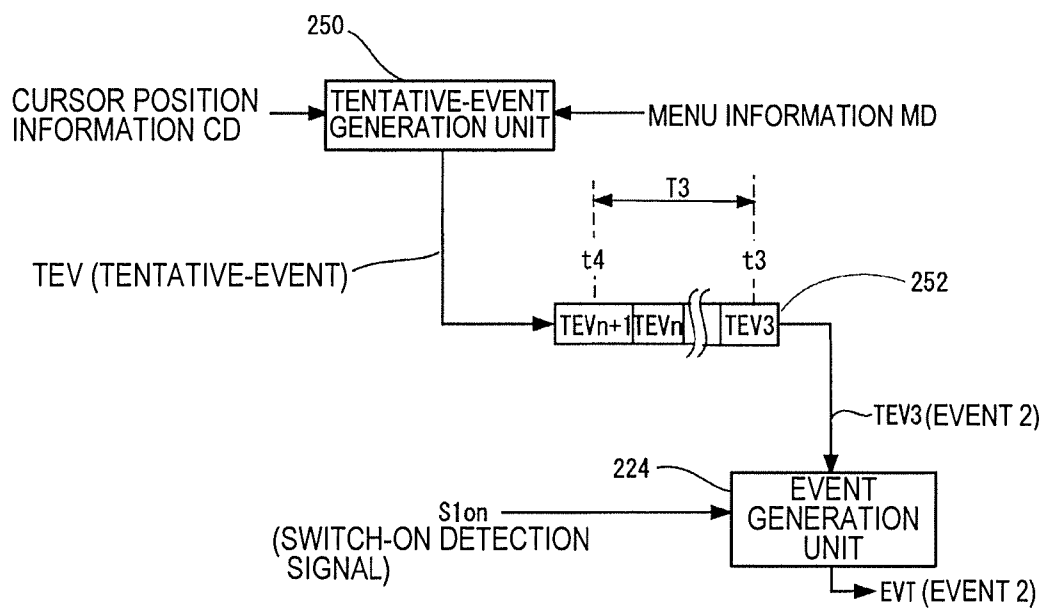 250
CURSOR POSITION
INFORMATION CD
TENTATIVE-EVENT
GENERATION UNIT
MENU INFORMATION MD
T3
TEV (TENTATIVE-EVENT)
t4
t3
252
TEVn+1
TEVn
TEV3
TEV3 (EVENT 2)
224
EVENT
GENERATION
UNIT
S1on
(SWITCH-ON DETECTION
SIGNAL)
EVT (EVENT 2)